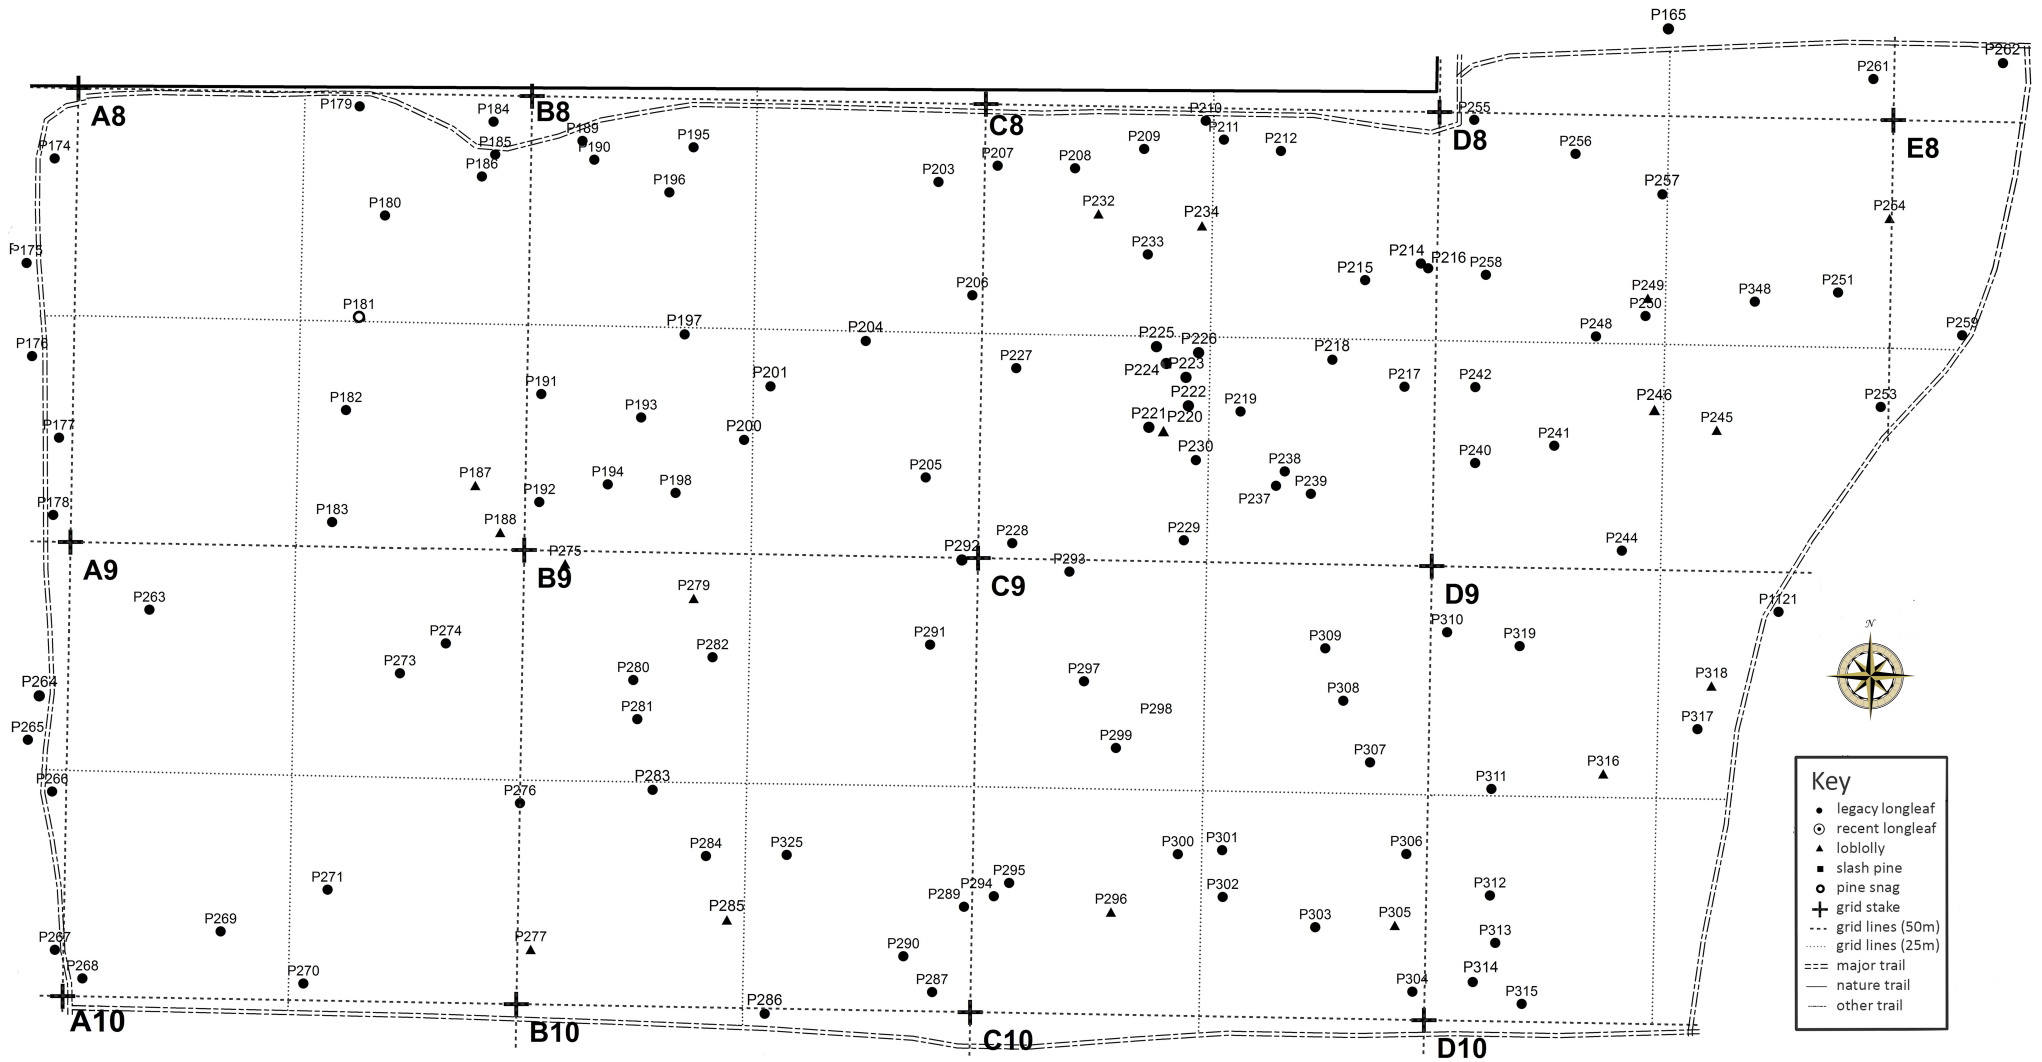 P165
P262
P261
P179
P184
B8
P210
P255
A8
C8
P189
P211
D8
E8
P174
P185
P190
P195
P209
P212
P256
P186
P207
P208
P203
P196
P257
P180
P232
P234
P254
P175
P233
P214
P216
P258
P215
P206
P249
P348
P251
P181
P250
P197
P204
P248
P259
P176
P225
P226
P218
P227
P224
P223
P201
P217
P242
P191
P182
P222
P246
P253
P193
P219
P177
P200
P221
P220
P245
P230
P241
P240
P187
P194
P198
P205
P238
P192
P237
P239
P178
P183
P188
P228
P229
P244
P275
P292
P293
A9
B9
C9
D9
P279
P263
P1121
P310
N
P274
P291
P309
P319
P282
P273
P280
P297
P318
P264
P308
P281
P298
P265
P317
P299
P307
P316
P266
P283
P276
P311
Key
legacy longleaf
recent longleaf
loblolly
slash pine
pine snag
grid stake
grid lines (50m)
grid lines (25m)
major trail
nature trail
other trail
P284
P325
P300
P301
P306
P271
P295
P294
P289
P302
P312
P296
P285
P303
P305
P269
P267
P277
P290
P313
P268
P270
P287
P304
P314
P286
P315
A10
B10
C10
D10